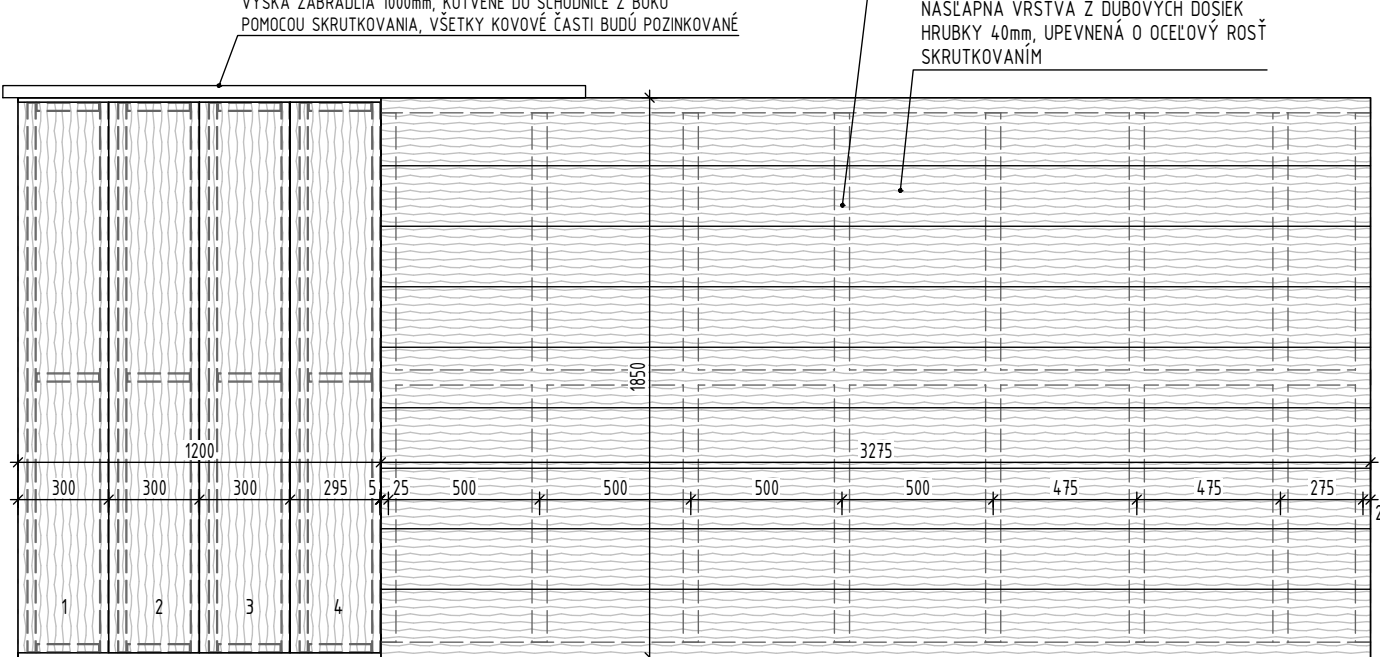 VÝŠKA ZÁBRADLIA 1000mm, KOTVENÉ DO SCHODNICE Z BOKU
POMOCOU SKRUTKOVANIA, VŠETKY KOVOVÉ ČASTI BUDÚ POZINKOVANÉ
NÁŠĽAPNÁ VRSTVA Z DUBOVÝCH DOSIEK
HRÚBKY 40mm, UPEVNENÁ O OCEĽOVÝ ROŠT
SKRUTKOVANÍM
1850
1200
3275
300 300 300 295 5 25 500 500 500 500 475 475 275
1 2 3 4